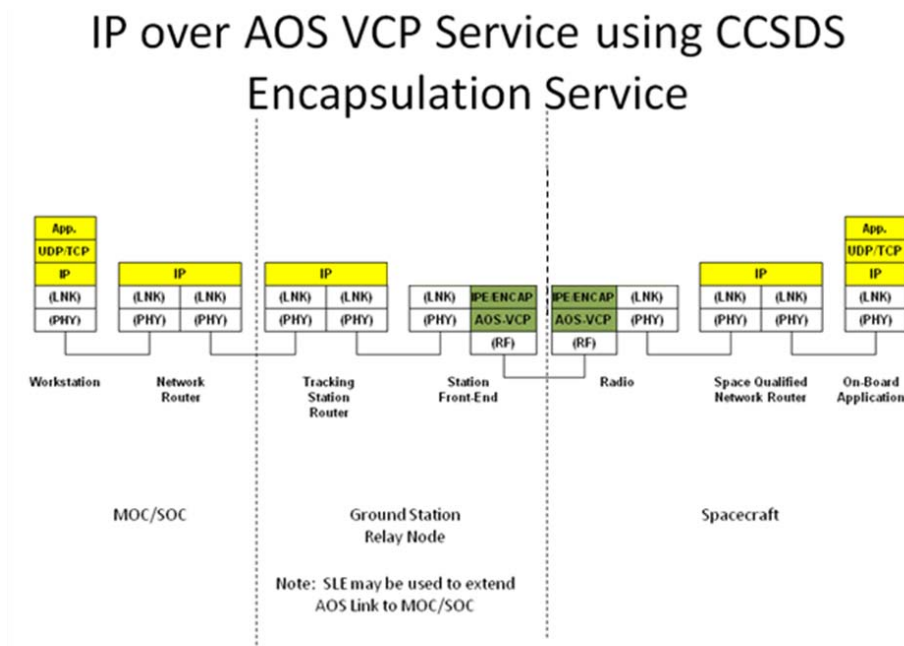 IP over AOS VCP Service using CCSDS
Encapsulation Service
App.
UDP/TCP
IP
(LNK)
(PHY)
IP
(LNK) (LNK)
(PHY) (PHY)
IP
(LNK) (LNK)
(PHY) (PHY)
(LNK) IPE/ENCAP
(PHY) AOS-VCP
(RF)
IPE/ENCAP (LNK)
AOS-VCP (PHY)
(RF)
IP
(LNK) (LNK)
(PHY) (PHY)
App.
UDP/TCP
IP
(LNK)
(PHY)
Workstation
Network
Router
Tracking
Station
Router
Station
Front-End
Radio
Space Qualified
Network Router
On-Board
Application
MOC/SOC
Ground Station
Relay Node
Spacecraft
Note: SLE may be used to extend
AOS Link to MOC/SOC